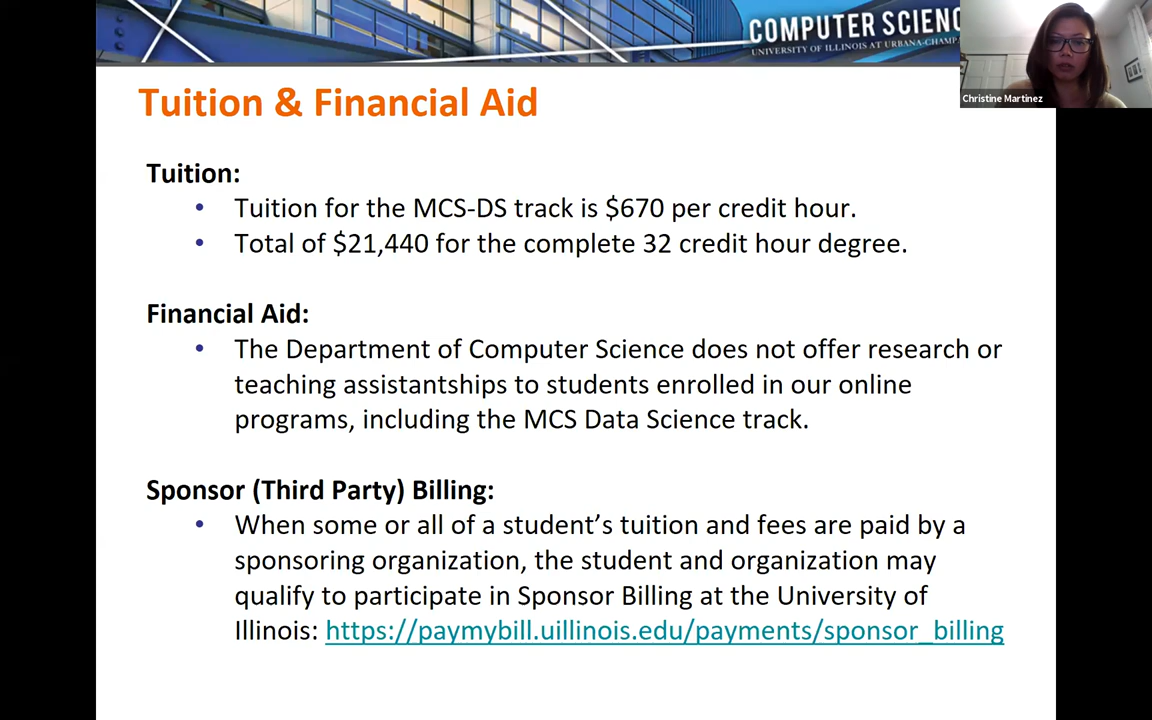 COMPUTER SCIENC
UNIVERSITY OF ILLINOIS AT URBANA-CHAMPA
Christine Martinez
Tuition & Financial Aid
Tuition:
• Tuition for the MCS-DS track is $670 per credit hour.
• Total of $21,440 for the complete 32 credit hour degree.
Financial Aid:
• The Department of Computer Science does not offer research or
teaching assistantships to students enrolled in our online
programs, including the MCS Data Science track.
Sponsor (Third Party) Billing:
• When some or all of a student’s tuition and fees are paid by a
sponsoring organization, the student and organization may
qualify to participate in Sponsor Billing at the University of
Illinois: https://paymybill.uillinois.edu/payments/sponsor_billing